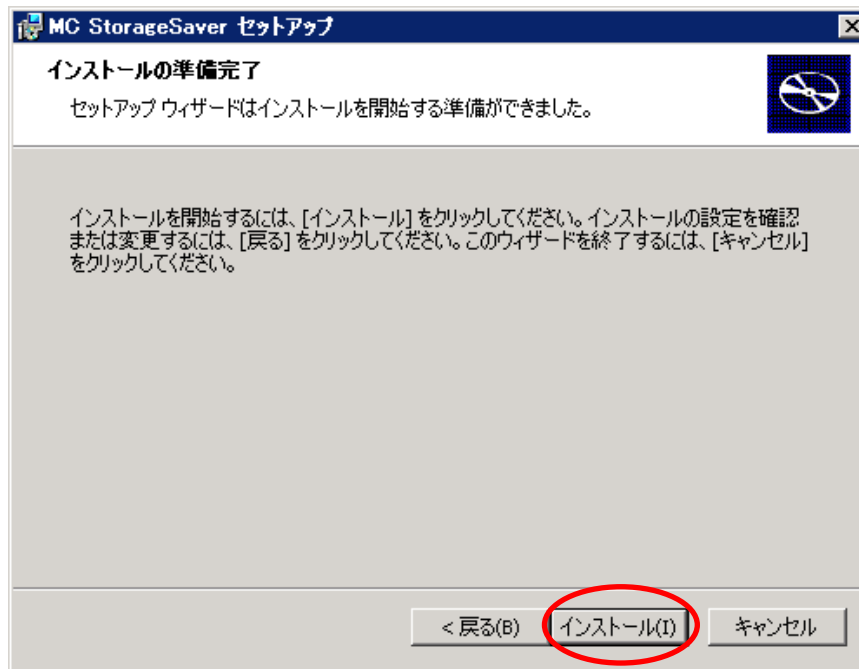 MC StorageSaver セットアップ
インストールの準備完了
セットアップ ウィザードはインストールを開始する準備ができました。
インストールを開始するには、[インストール] をクリックしてください。インストールの設定を確認
または変更するには、[戻る] をクリックしてください。このウィザードを終了するには、[キャンセル]
をクリックしてください。
< 戻る(B) インストール(I) キャンセル